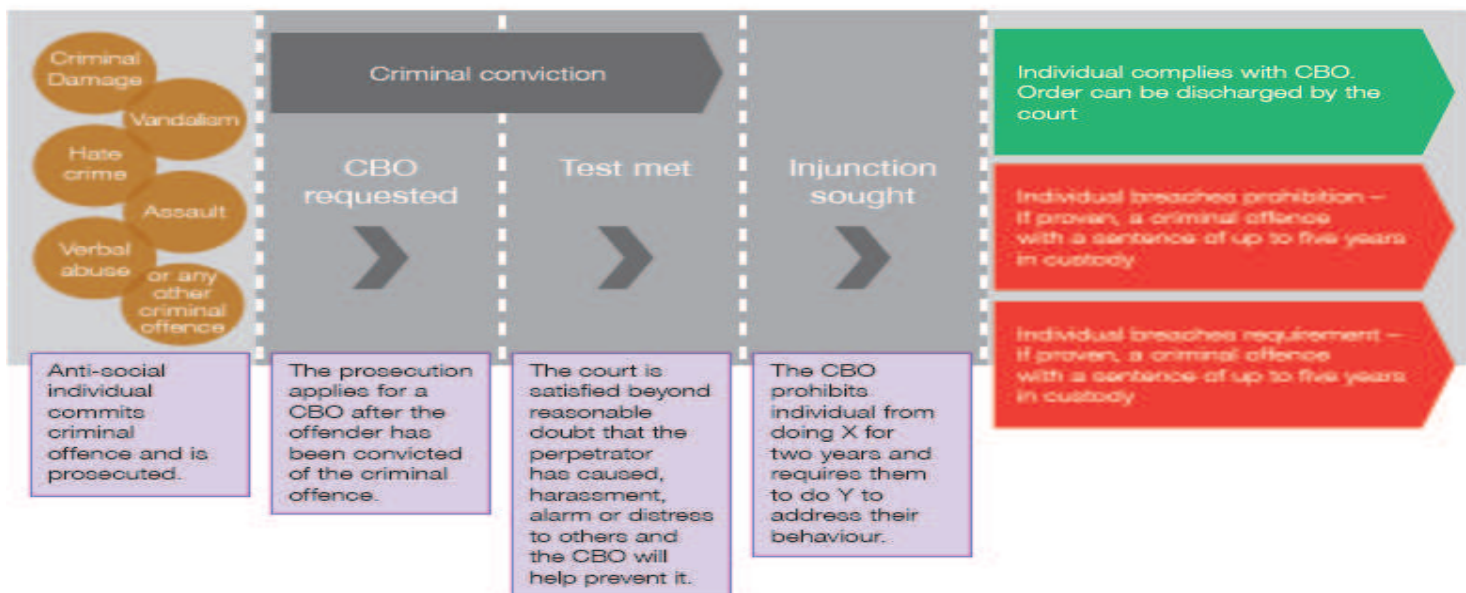 Criminal
Damage
Vandalism
Hate
crime
Assault
Verbal
abuse
or any
other
criminal
offence
Criminal conviction
CBO
requested
Test met
Injunction
sought
Individual complies with CBO.
Order can be discharged by the
court
Individual breaches prohibition –
If proven, a criminal offence
with a sentence of up to five years
in custody
Individual breaches requirement –
If proven, a criminal offence
with a sentence of up to five years
in custody
Anti-social
individual
commits
criminal
offence and is
prosecuted.
The prosecution
applies for a
CBO after the
offender has
been convicted
of the criminal
offence.
The court is
satisfied beyond
reasonable
doubt that the
perpetrator
has caused,
harassment,
alarm or distress
to others and
the CBO will
help prevent it.
The CBO
prohibits
individual from
doing X for
two years and
requires them
to do Y to
address their
behaviour.